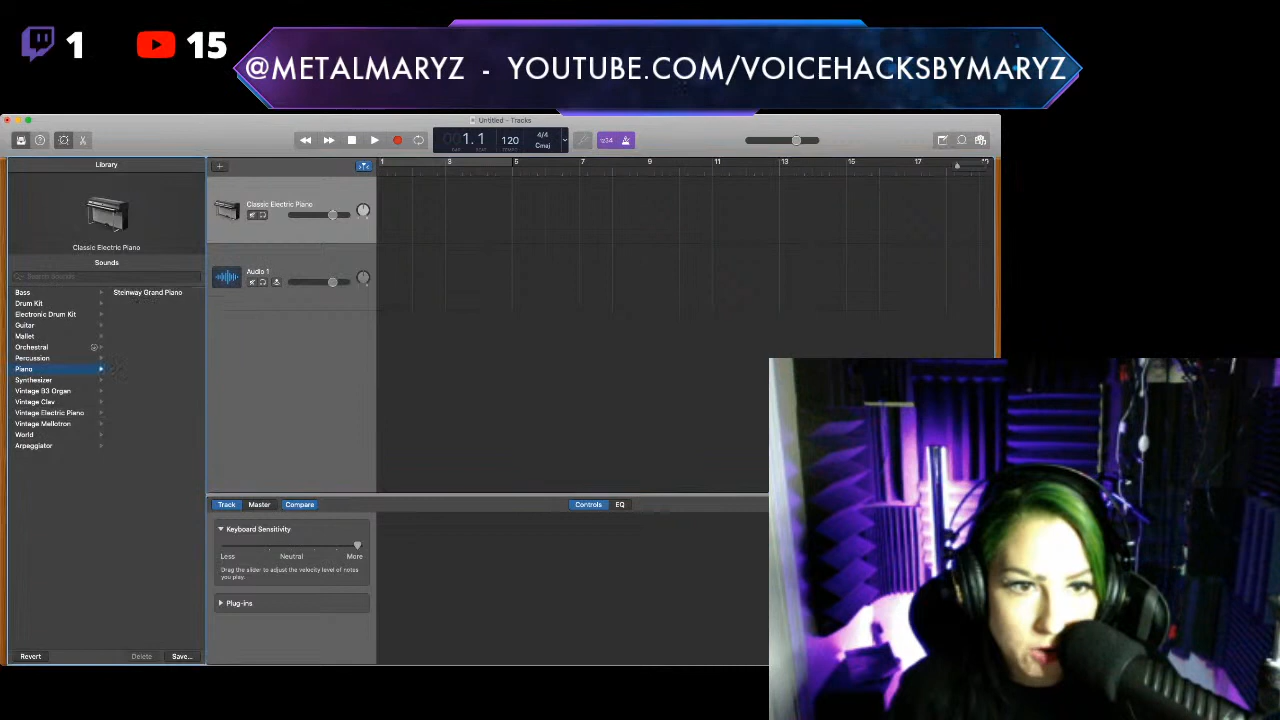 1
15
@METALMARYZ - YOUTUBE.COM/VOICEHACKSBYMARYZ
Untitled - Tracks
1.1
120
4/4
Cmaj
1234
Library
1 3 5 7 9 11 13 15 17 19
Classic Electric Piano
Classic Electric Piano
Sounds
Search Sounds
Audio 1
Bass
Steinway Grand Piano
Drum Kit
Electronic Drum Kit
Guitar
Mallet
Orchestral
Percussion
Piano
Synthesizer
Vintage B3 Organ
Vintage Clav
Vintage Electric Piano
Vintage Mellotron
World
Arpeggiator
Track Master Compare
Controls EQ
Keyboard Sensitivity
Less Neutral More
Drag the slider to adjust the velocity level of notes
you play.
Plug-ins
Revert Delete Save...